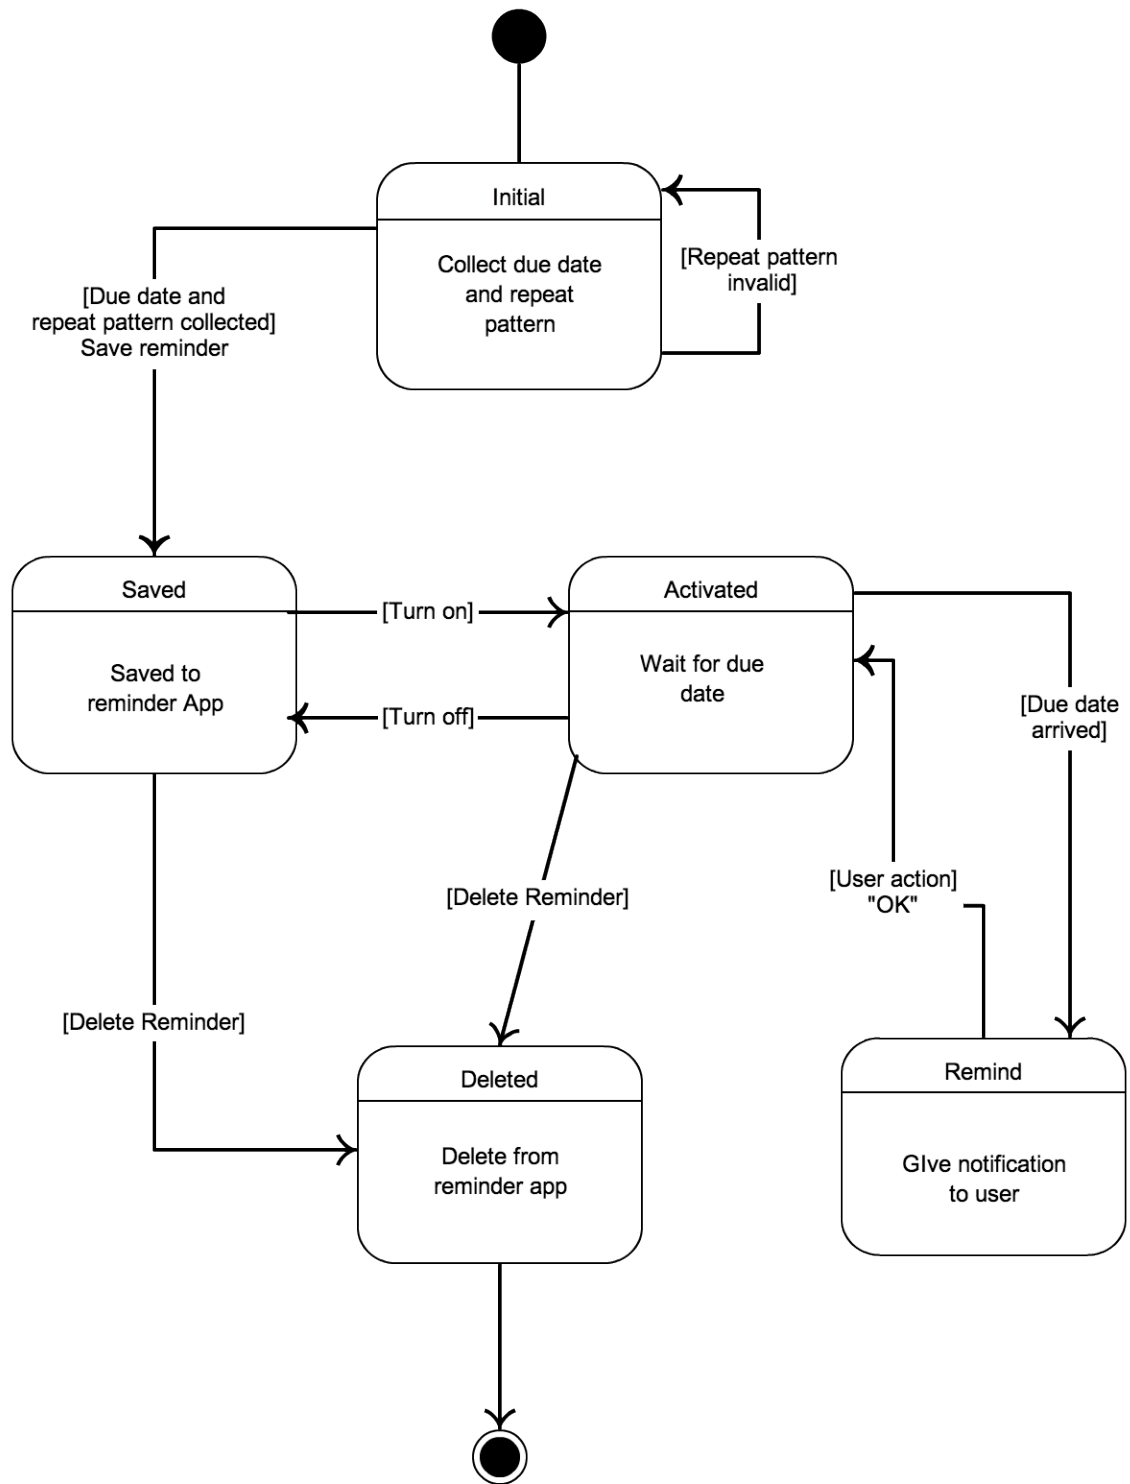 Initial
Collect due date
and repeat
pattern
[Repeat pattern
invalid]
[Due date and
repeat pattern collected]
Save reminder
Saved
Saved to
reminder App
[Turn on]
[Turn off]
Activated
Wait for due
date
[Due date
arrived]
[User action]
"OK"
[Delete Reminder]
[Delete Reminder]
Deleted
Delete from
reminder app
Remind
GIve notification
to user